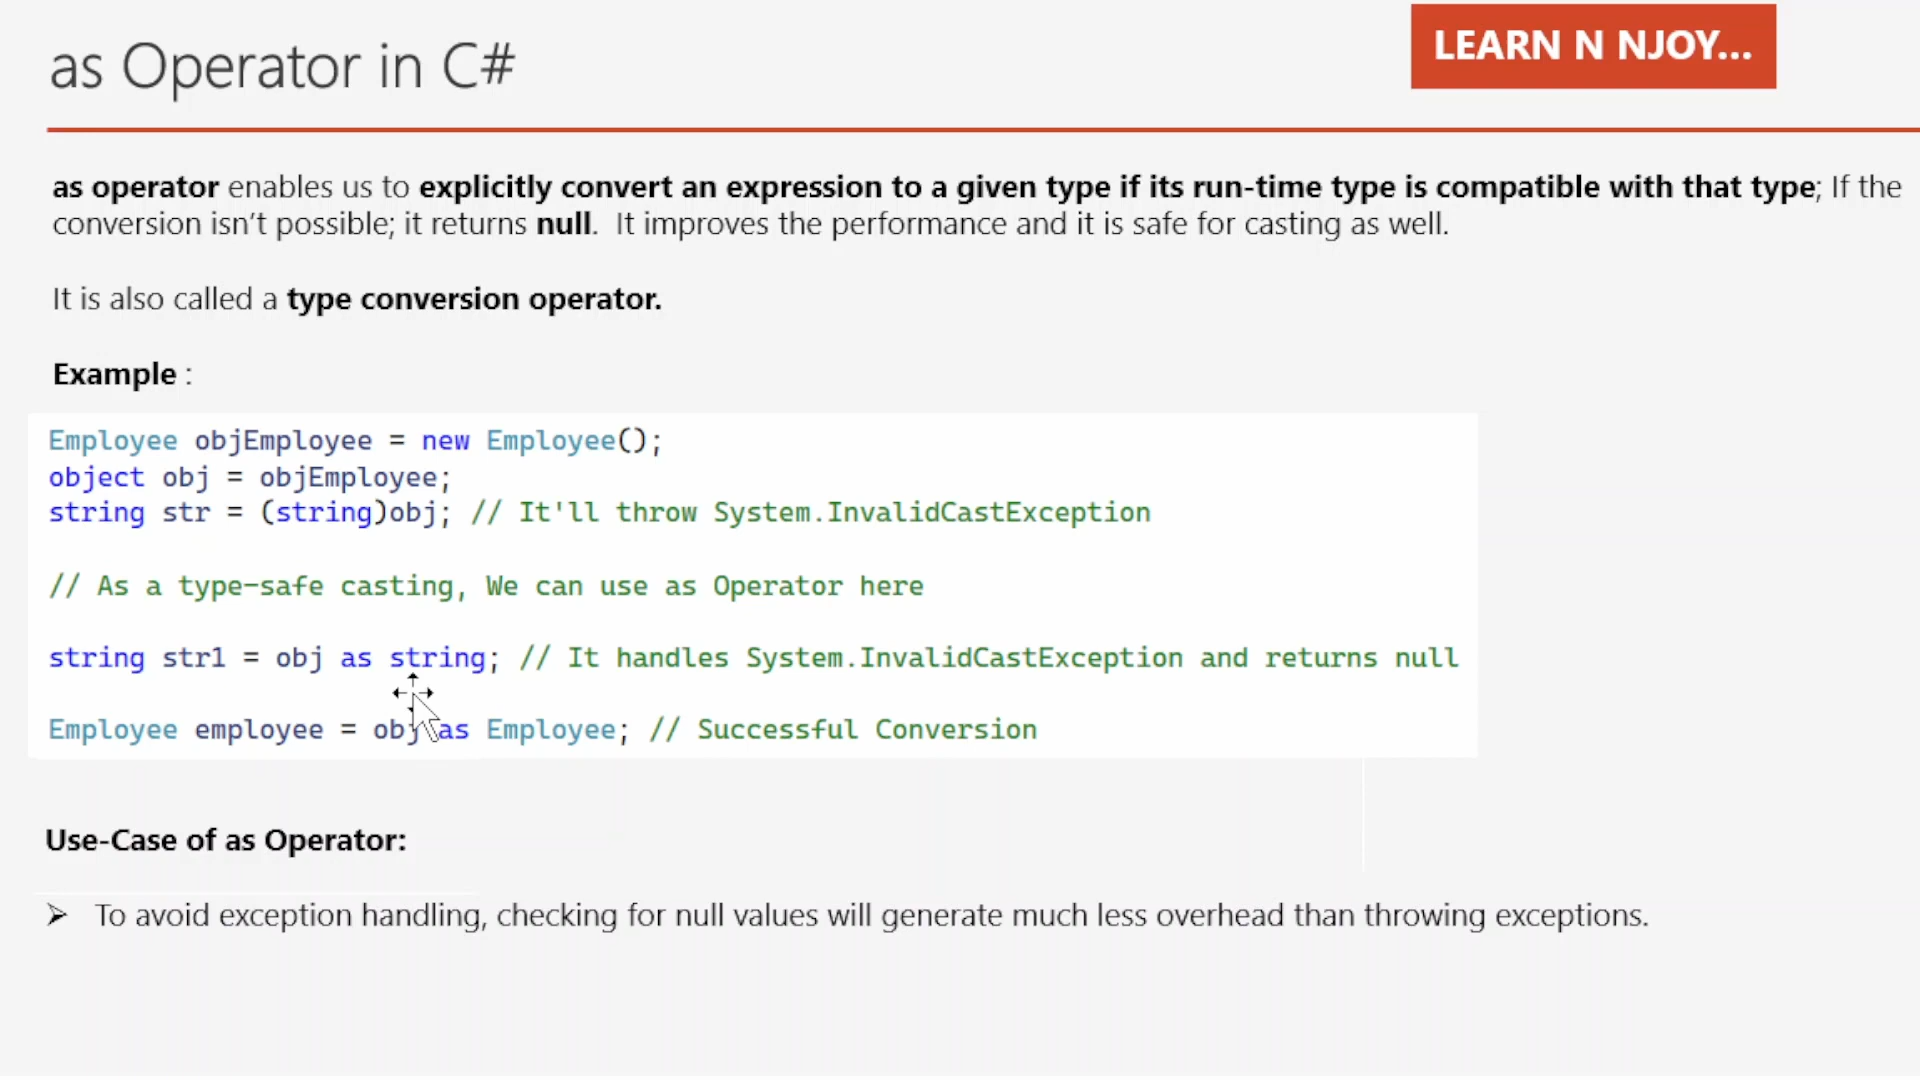 as Operator in C#
LEARN N NJOY...
as operator enables us to explicitly convert an expression to a given type if its run-time type is compatible with that type; If the
conversion isn't possible; it returns null. It improves the performance and it is safe for casting as well.
It is also called a type conversion operator.
Example :
Employee objEmployee = new Employee();
object obj = objEmployee;
string str = (string)obj; // It'll throw System.InvalidCastException
// As a type-safe casting, We can use as Operator here
string str1 = obj as string; // It handles System.InvalidCastException and returns null
Employee employee = obj as Employee; // Successful Conversion
Use-Case of as Operator:
➢ To avoid exception handling, checking for null values will generate much less overhead than throwing exceptions.